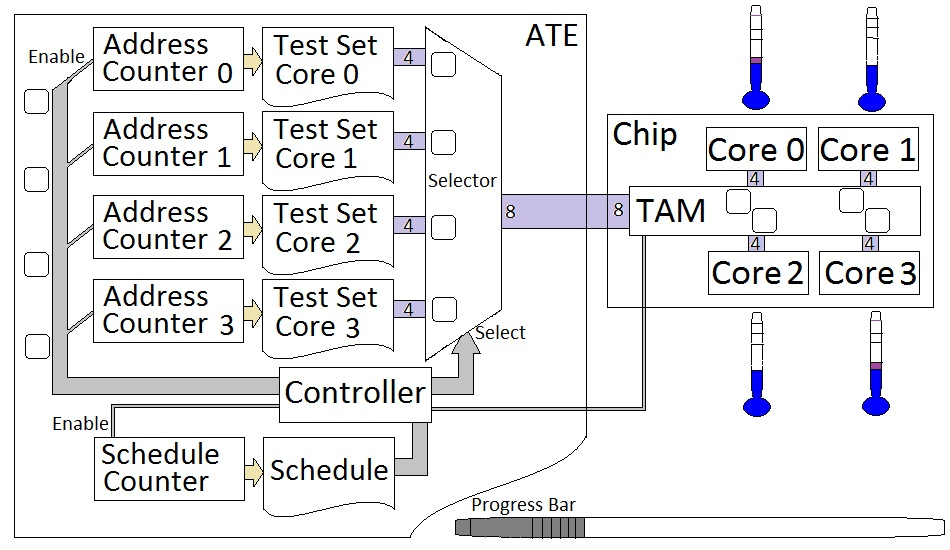 ATE
Enable
Address
Counter 0
Test Set
Core 0
4
Address
Counter 1
Test Set
Core 1
4
Selector
Address
Counter 2
Test Set
Core 2
4
Address
Counter 3
Test Set
Core 3
4
Select
8
8
Chip
Core 0
Core 1
4
4
TAM
4
4
Core 2
Core 3
Controller
Enable
Schedule
Counter
Schedule
Progress Bar